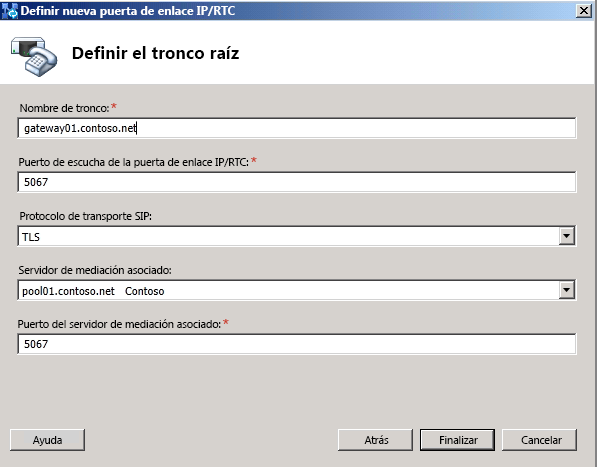 Definir nueva puerta de enlace IP/RTC
Definir el tronco raíz
Nombre de tronco: *
gateway01.contoso.net
Puerto de escucha de la puerta de enlace IP/RTC: *
5067
Protocolo de transporte SIP:
TLS
Servidor de mediación asociado:
pool01.contoso.net Contoso
Puerto del servidor de mediación asociado: *
5067
Ayuda Atrás Finalizar Cancelar